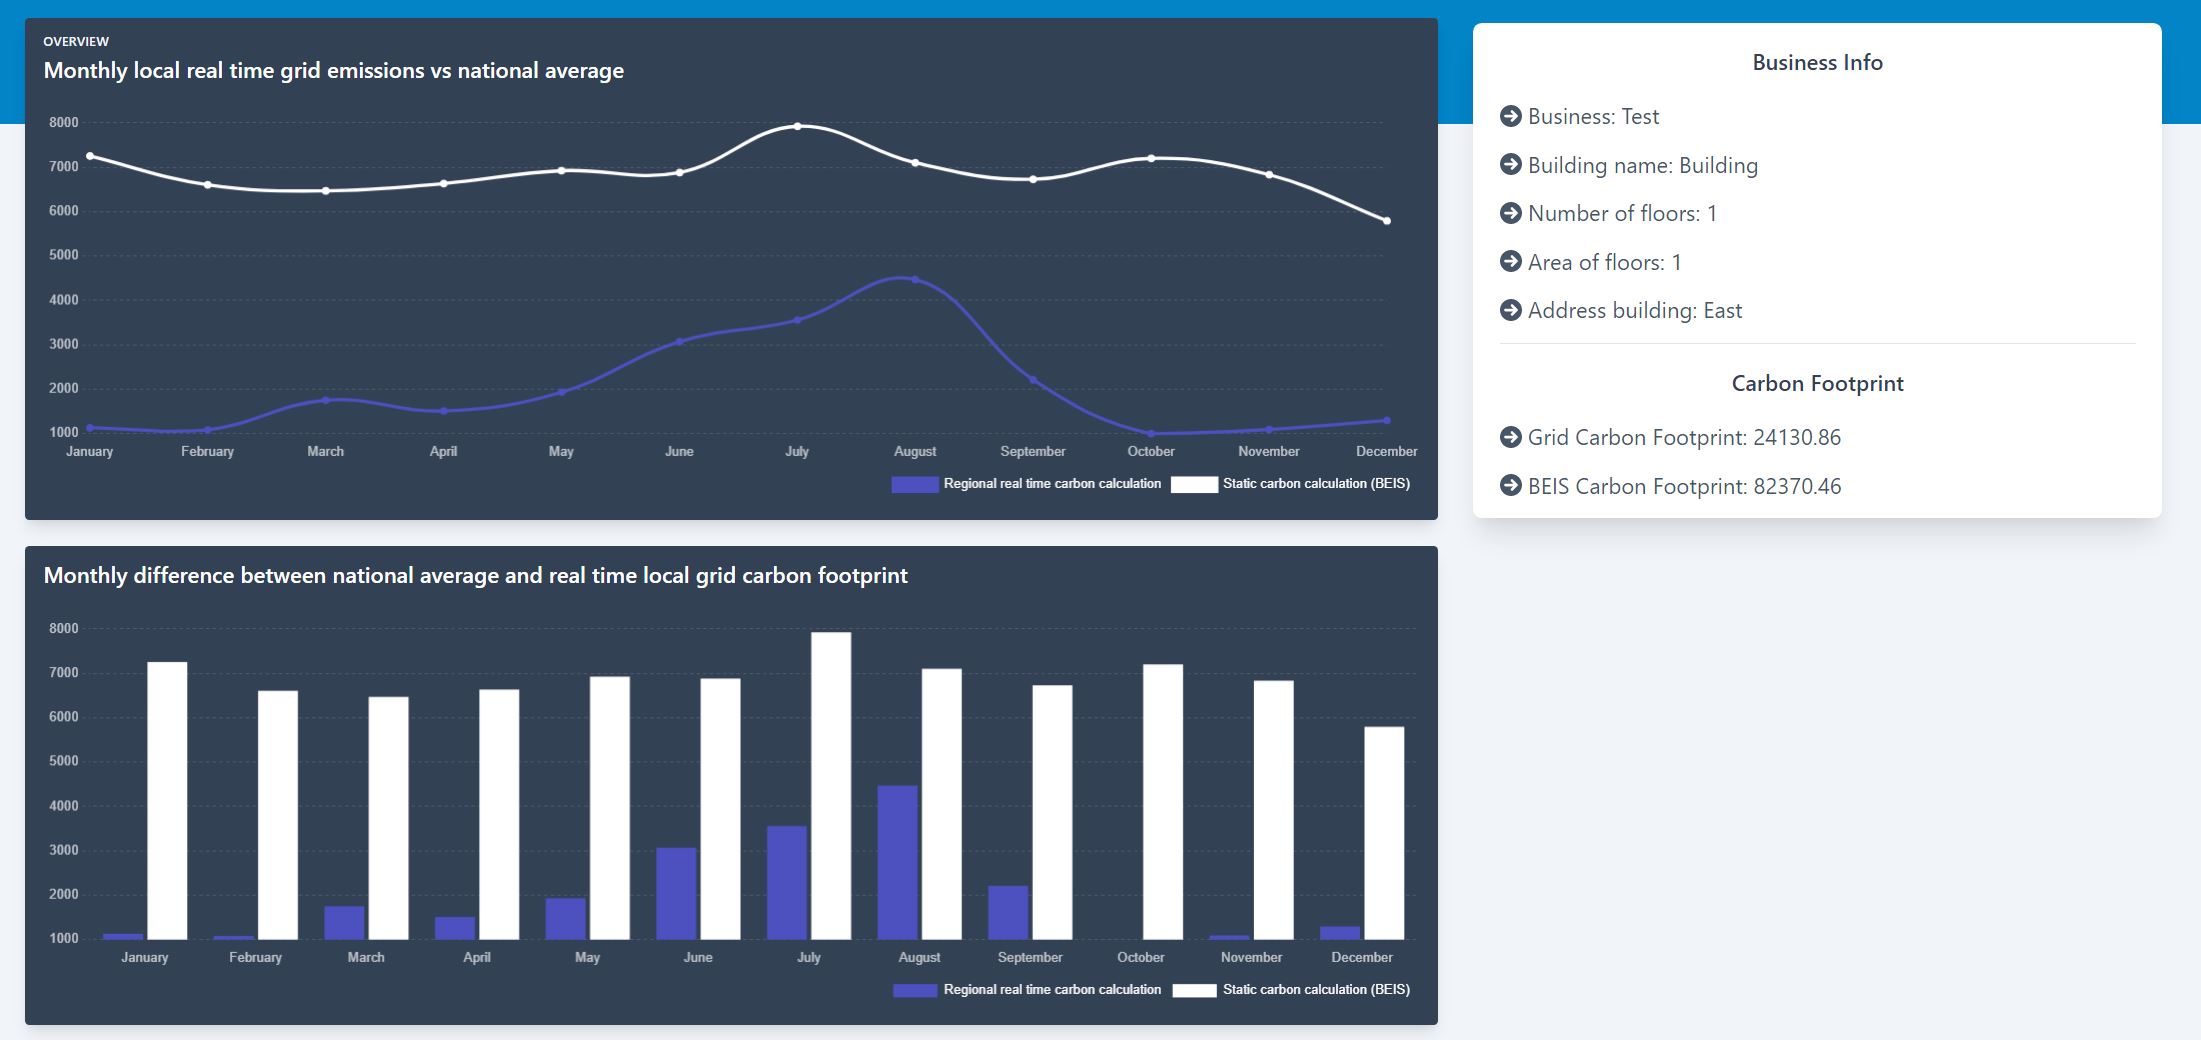 OVERVIEW
Monthly local real time grid emissions vs national average
8000
7000
6000
5000
4000
3000
2000
1000
January February March April May June July August September October November December
Regional real time carbon calculation Static carbon calculation (BEIS)
Business Info
Business: Test
Building name: Building
Number of floors: 1
Area of floors: 1
Address building: East
Carbon Footprint
Grid Carbon Footprint: 24130.86
BEIS Carbon Footprint: 82370.46
Monthly difference between national average and real time local grid carbon footprint
8000
7000
6000
5000
4000
3000
2000
1000
January February March April May June July August September October November December
Regional real time carbon calculation Static carbon calculation (BEIS)